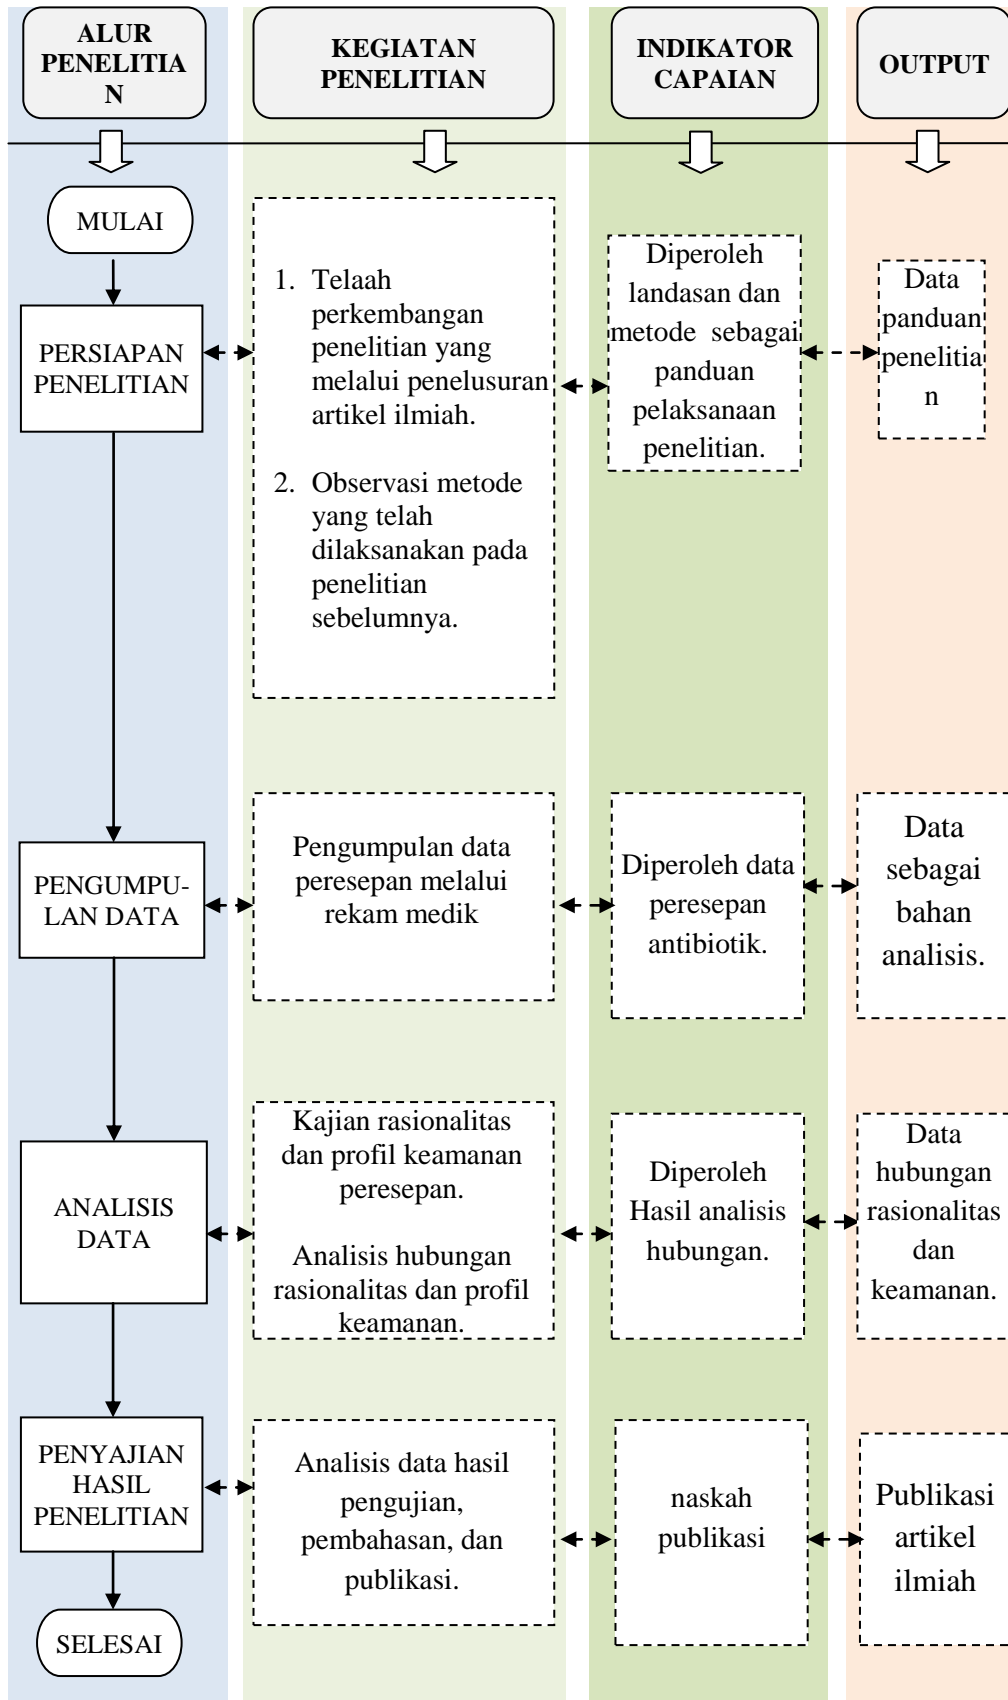 ALUR
PENELITIA
N
KEGIATAN
PENELITIAN
INDIKATOR
CAPAIAN
OUTPUT
MULAI
PERSIAPAN
PENELITIAN
1. Telaah
perkembangan
penelitian yang
melalui penelusuran
artikel ilmiah.
2. Observasi metode
yang telah
dilaksanakan pada
penelitian
sebelumnya.
Diperoleh
landasan dan
metode sebagai
panduan
pelaksanaan
penelitian.
Data
panduan
penelitia
n
PENGUMPU-
LAN DATA
Pengumpulan data
peresepan melalui
rekam medik
Diperoleh data
peresepan
antibiotik.
Data
sebagai
bahan
analisis.
ANALISIS
DATA
Kajian rasionalitas
dan profil keamanan
peresepan.
Analisis hubungan
rasionalitas dan profil
keamanan.
Diperoleh
Hasil analisis
hubungan.
Data
hubungan
rasionalitas
dan
keamanan.
PENYAJIAN
HASIL
PENELITIAN
Analisis data hasil
pengujian,
pembahasan, dan
publikasi.
naskah
publikasi
Publikasi
artikel
ilmiah
SELESAI